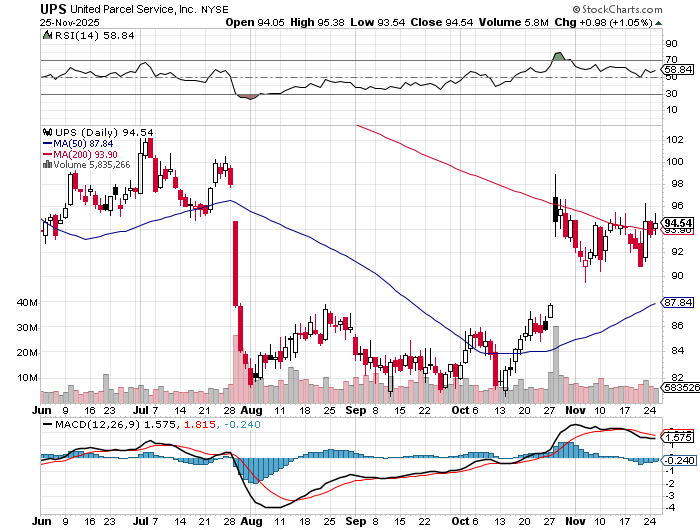 UPS United Parcel Service, Inc. NYSE © StockCharts.com
25-Nov-2025 Open 94.05 High 95.38 Low 93.54 Close 94.54 Volume 5.8M Chg +0.98 (+1.05%)
RSI(14) 58.84
90
70
58.84
50
30
10
UPS (Daily) 94.54
MA(50) 87.84
MA(200) 93.90
Volume 5,835,266
102
100
98
96
94.54
93.90
92
90
87.84
86
84
82
40M
30M
20M
10M
5835266
Jun 9 16 23 Jul 7 14 21 28 Aug 11 18 25 Sep 8 15 22 Oct 6 13 20 27 Nov 10 17 24
MACD(12,26,9) 1.575, 1.815, -0.240
1.575
-0.240
-1
-2
-3
-4
Jun 9 16 23 Jul 7 14 21 28 Aug 11 18 25 Sep 8 15 22 Oct 6 13 20 27 Nov 10 17 24